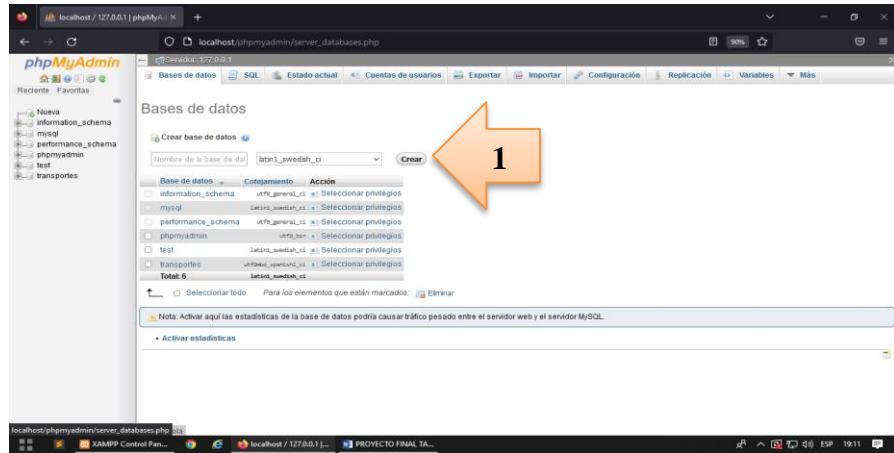 localhost / 127.0.0.1 | phpMyAd
localhost/phpmyadmin/server_databases.php
90%
phpMyAdmin
Reciente Favoritas
Nueva
information_schema
mysql
performance_schema
phpmyadmin
test
transportes
Servidor: 127.0.0.1
Bases de datos SQL Estado actual Cuentas de usuarios Exportar Importar Configuración Replicación Variables Más
Bases de datos
Crear base de datos
Nombre de la base de dat latin1_swedish_ci Crear
1
Base de datos Cotejamiento Acción
information_schema utf8_general_ci Seleccionar privilegios
mysql latin1_swedish_ci Seleccionar privilegios
performance_schema utf8_general_ci Seleccionar privilegios
phpmyadmin utf8_bin Seleccionar privilegios
test latin1_swedish_ci Seleccionar privilegios
transportes utf8mb4_spanish2_ci Seleccionar privilegios
Total: 6 latin1_swedish_ci
Seleccionar todo Para los elementos que están marcados: Eliminar
Nota: Activar aquí las estadísticas de la base de datos podría causar tráfico pesado entre el servidor web y el servidor MySQL.
Activar estadísticas
localhost/phpmyadmin/server_databases.php
XAMPP Control Pan... localhost / 127.0.0.1 |... PROYECTO FINAL TA... ESP 19:11